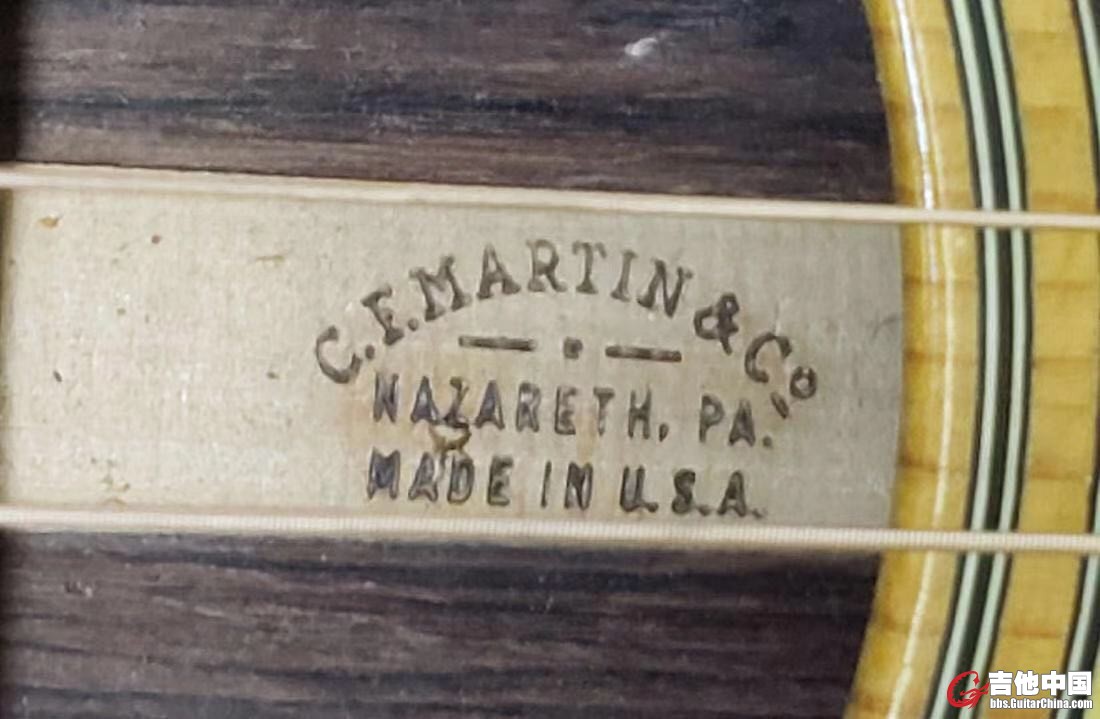 C.F. MARTIN & Co.
NAZARETH, PA.
MADE IN U.S.A.
吉他中国
bbs.GuitarChina.com